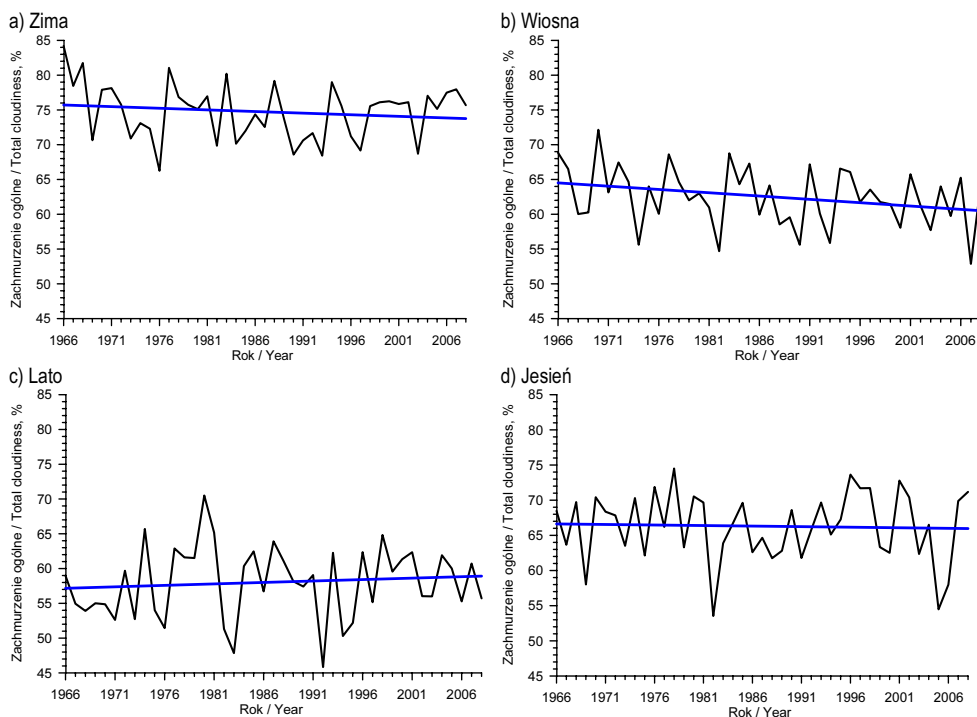 a) Zima
Zachmurzenie ogólne / Total cloudiness, %
85
80
75
70
65
60
55
50
45
1966 1971 1976 1981 1986 1991 1996 2001 2006
Rok / Year
b) Wiosna
Zachmurzenie ogólne / Total cloudiness, %
85
80
75
70
65
60
55
50
45
1966 1971 1976 1981 1986 1991 1996 2001 2006
Rok / Year
c) Lato
Zachmurzenie ogólne / Total cloudiness, %
85
80
75
70
65
60
55
50
45
1966 1971 1976 1981 1986 1991 1996 2001 2006
Rok / Year
d) Jesień
Zachmurzenie ogólne / Total cloudiness, %
85
80
75
70
65
60
55
50
45
1966 1971 1976 1981 1986 1991 1996 2001 2006
Rok / Year